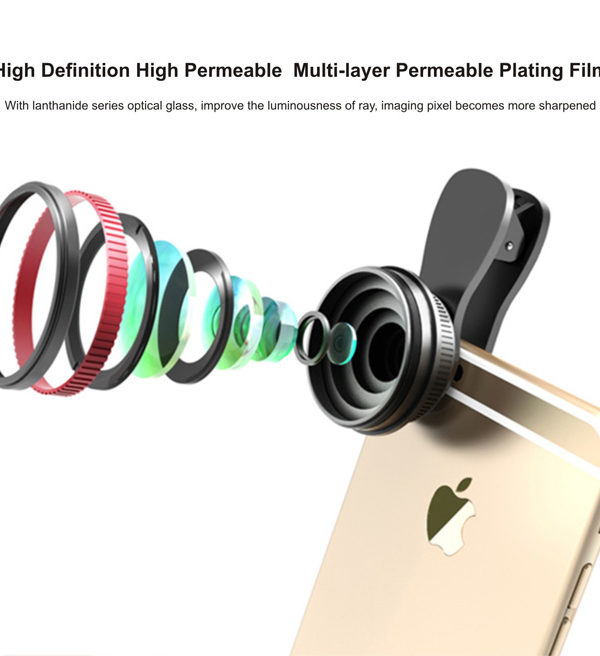 High Definition High Permeable  Multi-layer Permeable Plating Film
With lanthanide series optical glass, improve the luminousness of ray, imaging pixel becomes more sharpened